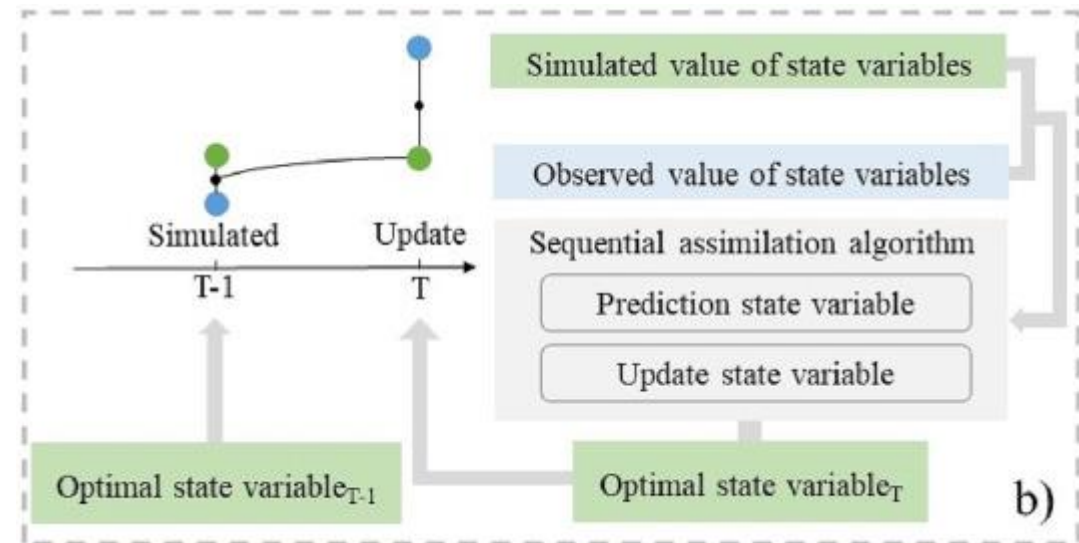 Simulated value of state variables
Observed value of state variables
Simulated
Update
T-1
T
Sequential assimilation algorithm
Prediction state variable
Update state variable
Optimal state variableT-1
Optimal state variableT
b)